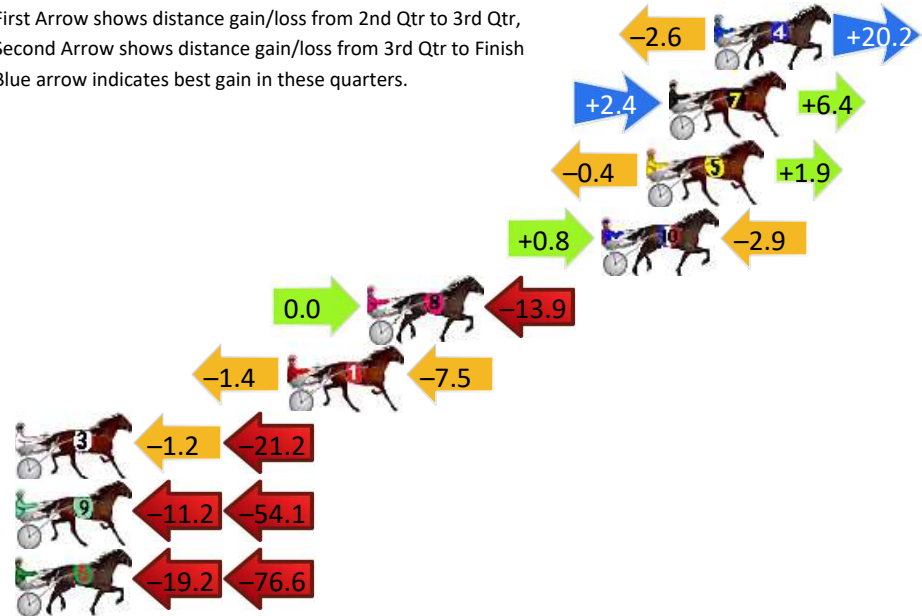 First Arrow shows distance gain/loss from 2nd Qtr to 3rd Qtr,
Second Arrow shows distance gain/loss from 3rd Qtr to Finish
Blue arrow indicates best gain in these quarters.
−2.6 4 +20.2
+2.4 7 +6.4
−0.4 5 +1.9
+0.8 10 −2.9
0.0 8 −13.9
−1.4 1 −7.5
3 −1.2 −21.2
9 −11.2 −54.1
−19.2 −76.6